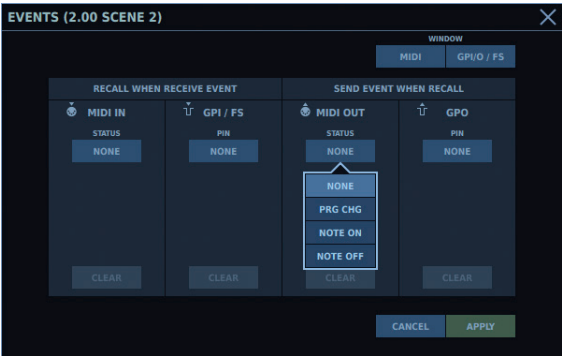 EVENTS (2.00 SCENE 2)
WINDOW
MIDI GPI/O / FS
RECALL WHEN RECEIVE EVENT SEND EVENT WHEN RECALL
MIDI IN GPI / FS MIDI OUT GPO
STATUS PIN STATUS PIN
NONE NONE NONE NONE
NONE
PRG CHG
NOTE ON
NOTE OFF
CLEAR CLEAR CLEAR CLEAR
CANCEL APPLY